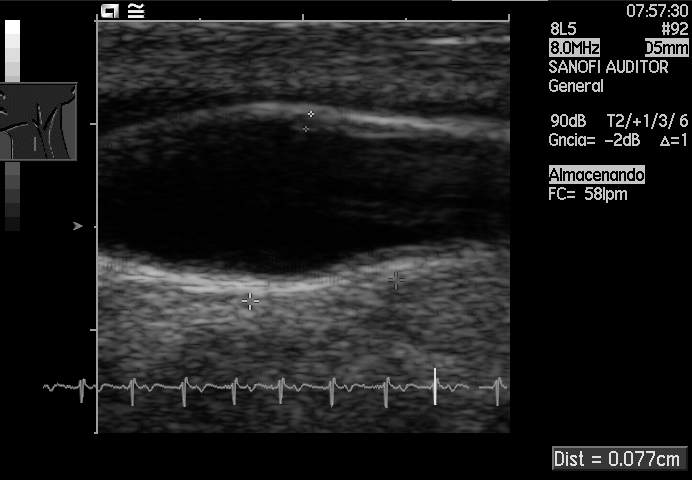 07:57:30
8L5 #92
8.0MHz D5mm
SANOFI AUDITOR
General
90dB T2/+1/3/ 6
Gncia= -2dB Δ=1
Almacenando
FC= 58lpm
Dist = 0.077cm